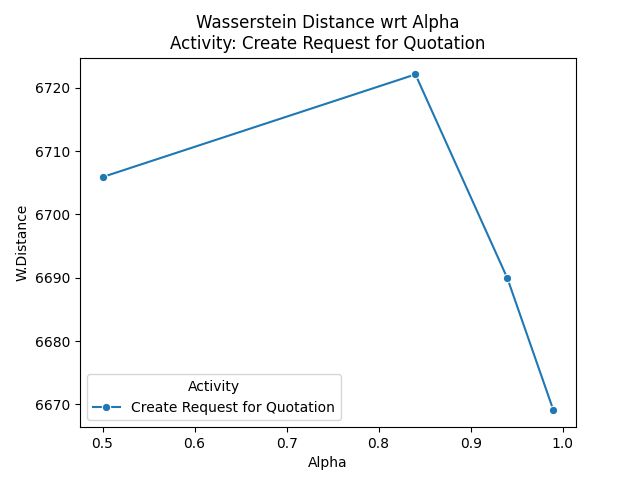 Wasserstein Distance wrt Alpha
Activity: Create Request for Quotation
W.Distance
6720
6710
6700
6690
6680
6670
Activity
Create Request for Quotation
0.5 0.6 0.7 0.8 0.9 1.0
Alpha